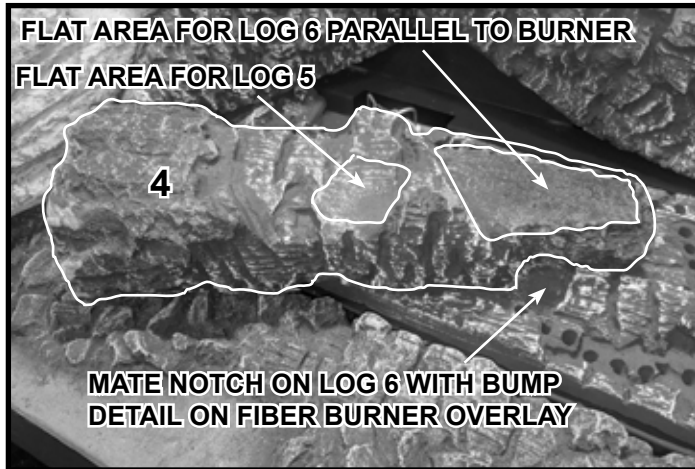 FLAT AREA FOR LOG 6 PARALLEL TO BURNER
FLAT AREA FOR LOG 5
4
MATE NOTCH ON LOG 6 WITH BUMP
DETAIL ON FIBER BURNER OVERLAY